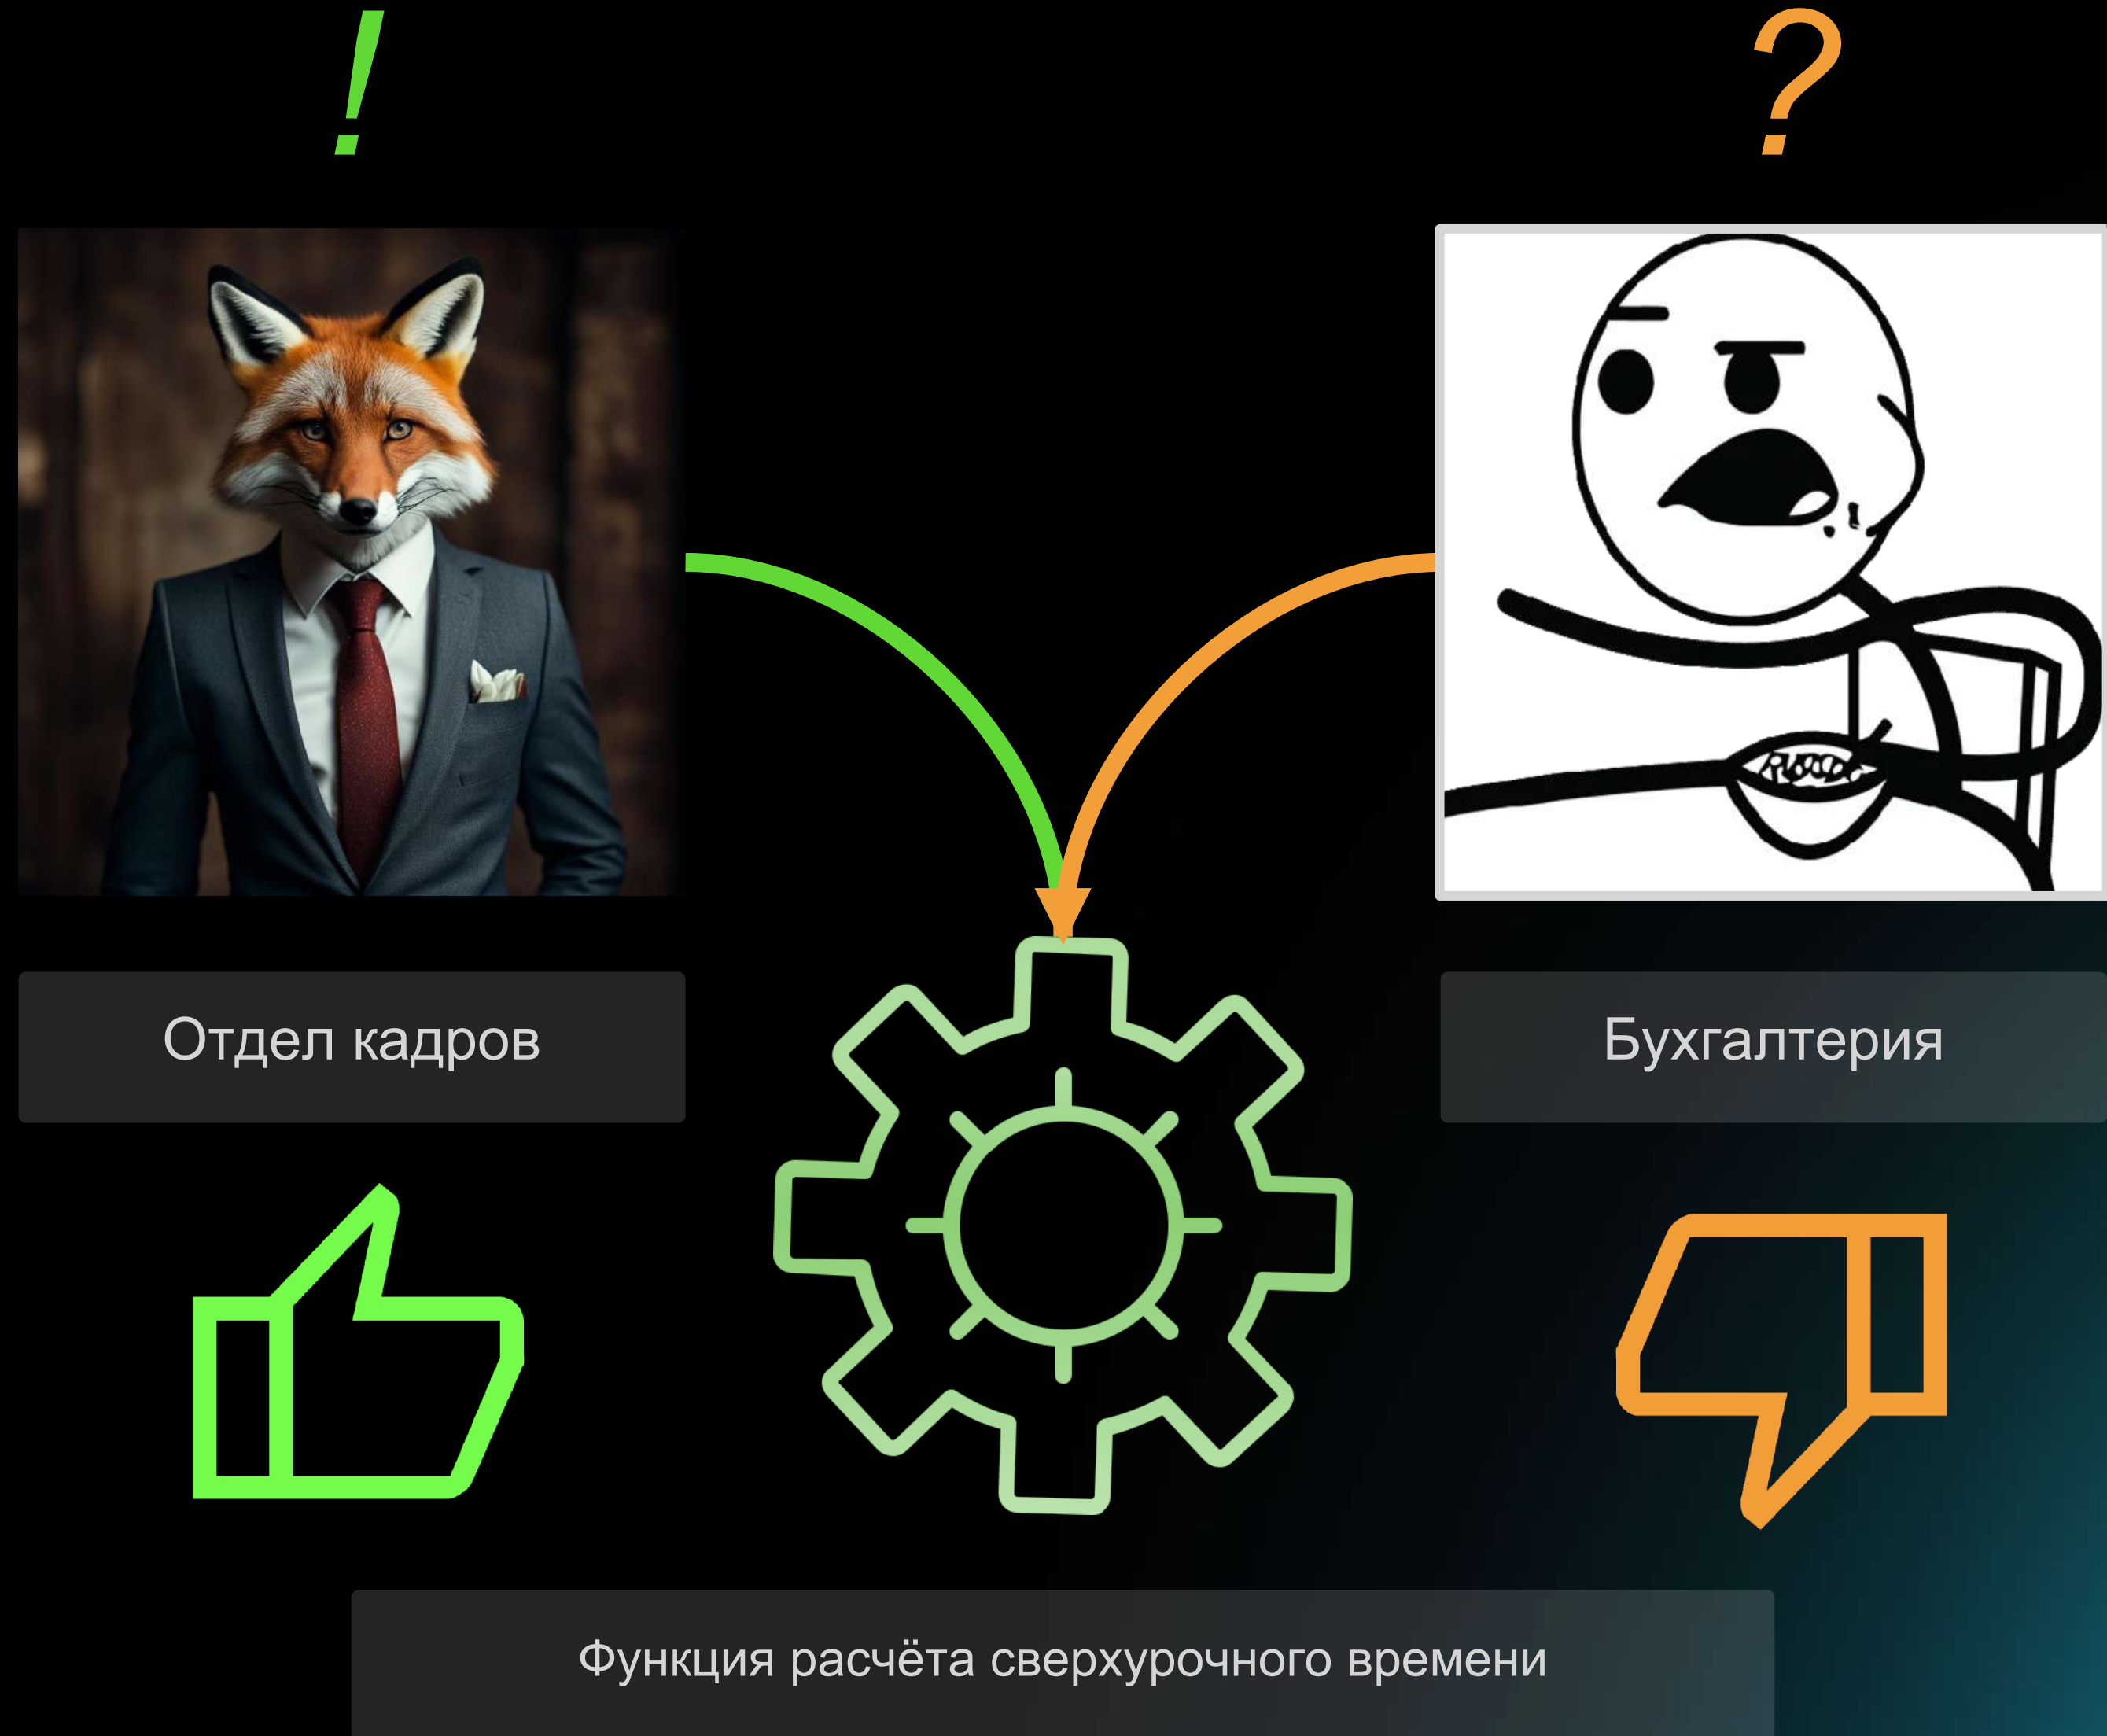 !
?
Отдел кадров
Бухгалтерия
Функция расчёта сверхурочного времени